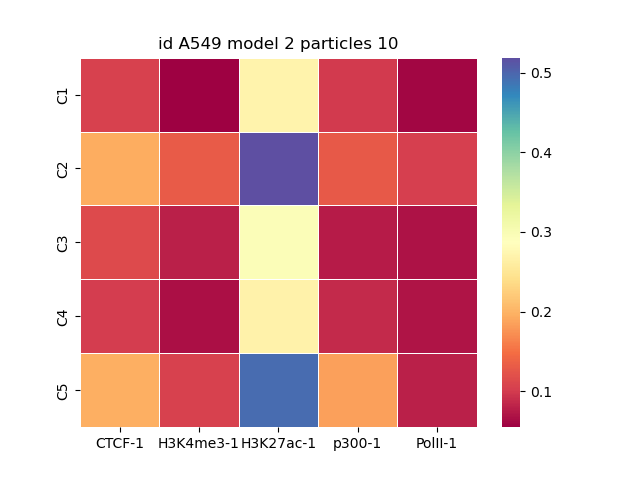 id A549 model 2 particles 10
C1
C2
C3
C4
C5
CTCF-1 H3K4me3-1 H3K27ac-1 p300-1 PolII-1
0.5
0.4
0.3
0.2
0.1